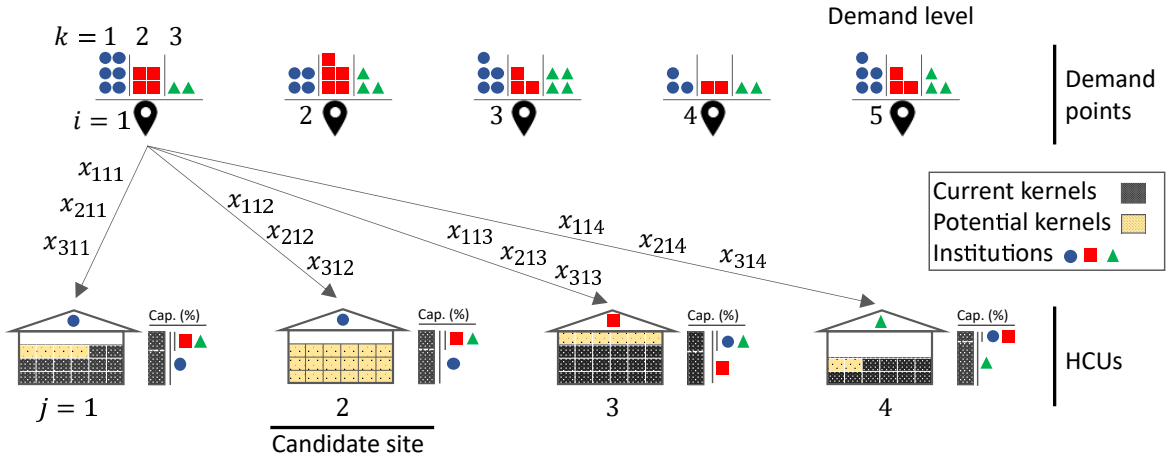 Demand level
k = 1 2 3
i = 1 2 3 4 5
Demand points
x₁₁₁
x₂₁₁
x₃₁₁
x₁₁₂
x₂₁₂
x₃₁₂
x₁₁₃
x₂₁₃
x₃₁₃
x₁₁₄
x₂₁₄
x₃₁₄
Current kernels
Potential kernels
Institutions
Cap. (%) Cap. (%) Cap. (%) Cap. (%)
HCUs
j = 1 2 3 4
Candidate site